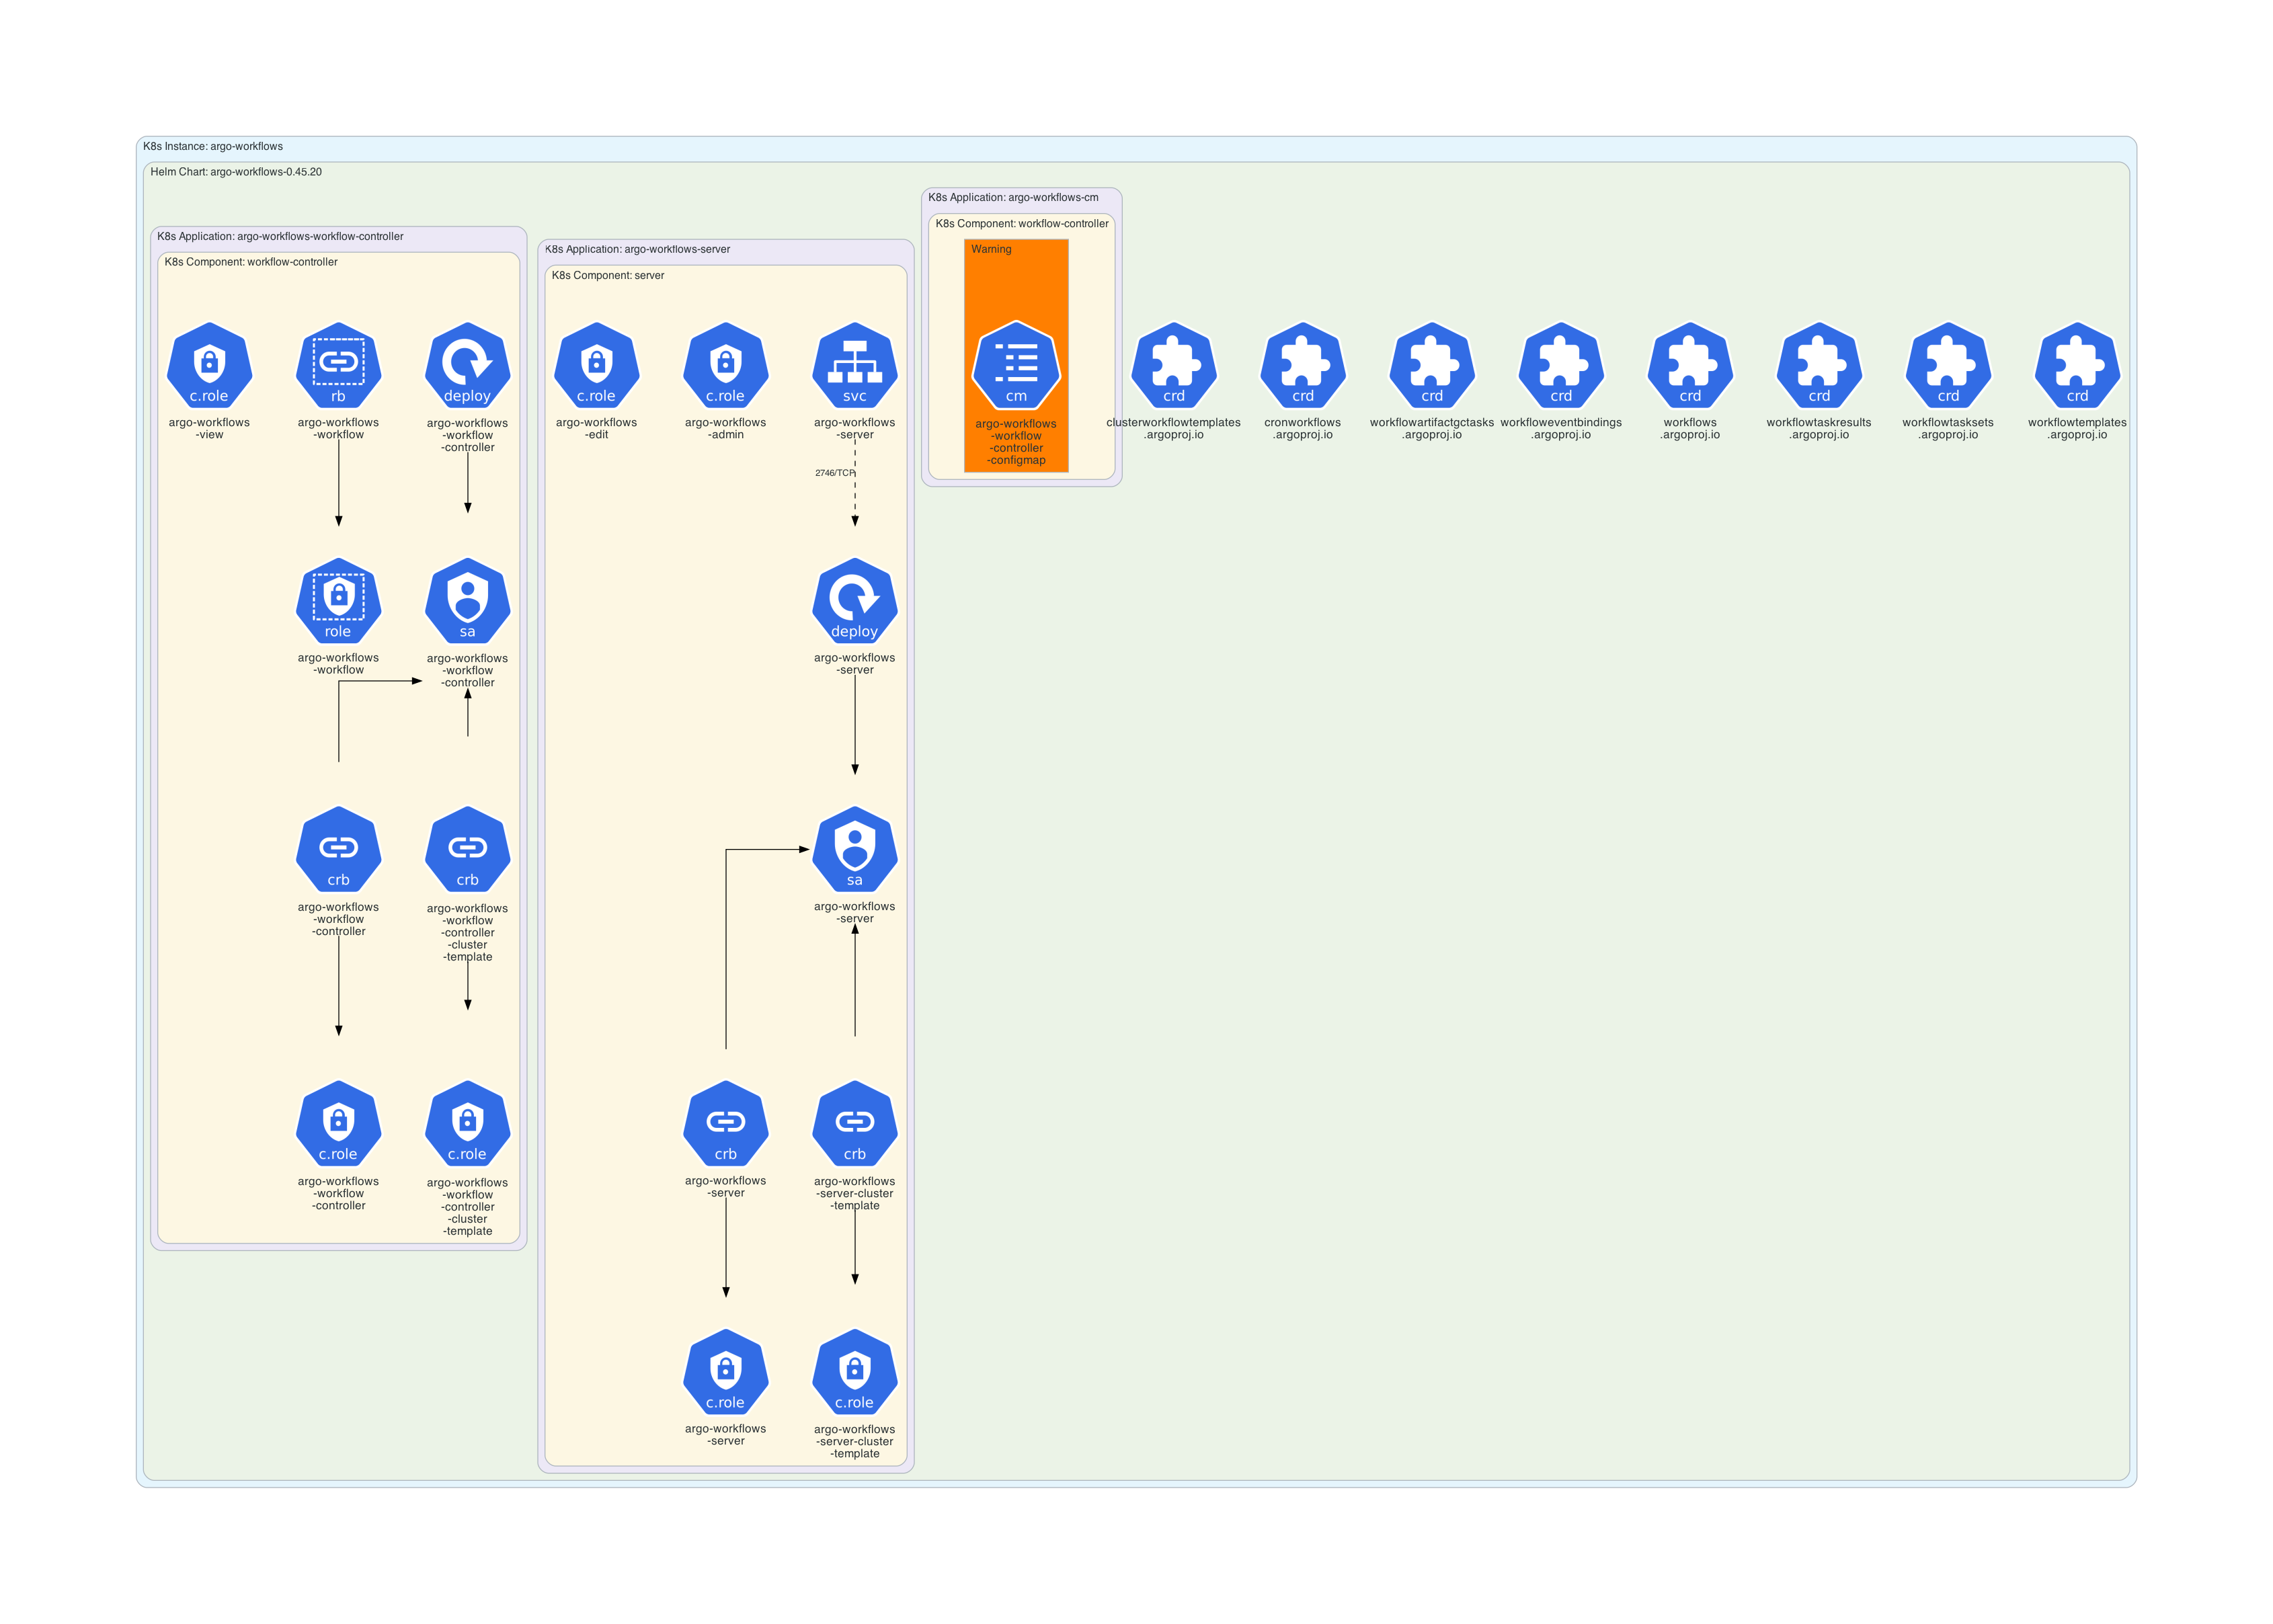 K8s Instance: argo-workflows
Helm Chart: argo-workflows-0.45.20
K8s Application: argo-workflows-workflow-controller
K8s Component: workflow-controller
c.role
argo-workflows
-view
rb
argo-workflows
-workflow
deploy
argo-workflows
-workflow
-controller
role
argo-workflows
-workflow
sa
argo-workflows
-workflow
-controller
crb
argo-workflows
-workflow
-controller
crb
argo-workflows
-workflow
-controller
-cluster
-template
c.role
argo-workflows
-workflow
-controller
c.role
argo-workflows
-workflow
-controller
-cluster
-template
K8s Application: argo-workflows-server
K8s Component: server
c.role
argo-workflows
-edit
c.role
argo-workflows
-admin
svc
argo-workflows
-server
2746/TCP
deploy
argo-workflows
-server
sa
argo-workflows
-server
crb
argo-workflows
-server
crb
argo-workflows
-server-cluster
-template
c.role
argo-workflows
-server
c.role
argo-workflows
-server-cluster
-template
K8s Application: argo-workflows-cm
K8s Component: workflow-controller
Warning
cm
argo-workflows
-workflow
-controller
-configmap
crd
clusterworkflowtemplates
.argoproj.io
crd
cronworkflows
.argoproj.io
crd
workflowartifactgctasks
.argoproj.io
crd
workfloweventbindings
.argoproj.io
crd
workflows
.argoproj.io
crd
workflowtaskresults
.argoproj.io
crd
workflowtasksets
.argoproj.io
crd
workflowtemplates
.argoproj.io